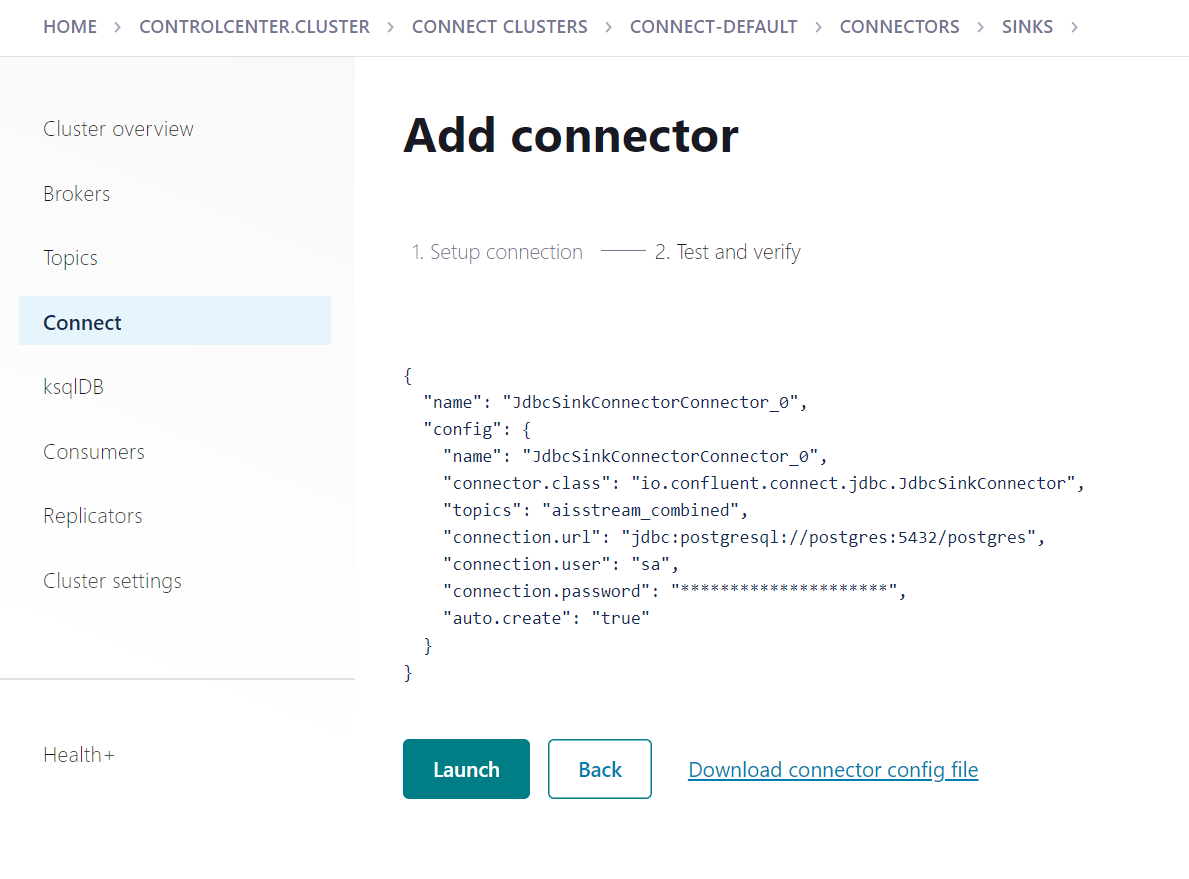 HOME > CONTROLCENTER.CLUSTER > CONNECT CLUSTERS > CONNECT-DEFAULT > CONNECTORS > SINKS >
Cluster overview
Brokers
Topics
Connect
ksqlDB
Consumers
Replicators
Cluster settings
Health+
Add connector
1. Setup connection
2. Test and verify
{
  "name": "JdbcSinkConnectorConnector_0",
  "config": {
    "name": "JdbcSinkConnectorConnector_0",
    "connector.class": "io.confluent.connect.jdbc.JdbcSinkConnector",
    "topics": "aisstream_combined",
    "connection.url": "jdbc:postgresql://postgres:5432/postgres",
    "connection.user": "sa",
    "connection.password": "*********************",
    "auto.create": "true"
  }
}
Launch
Back
Download connector config file